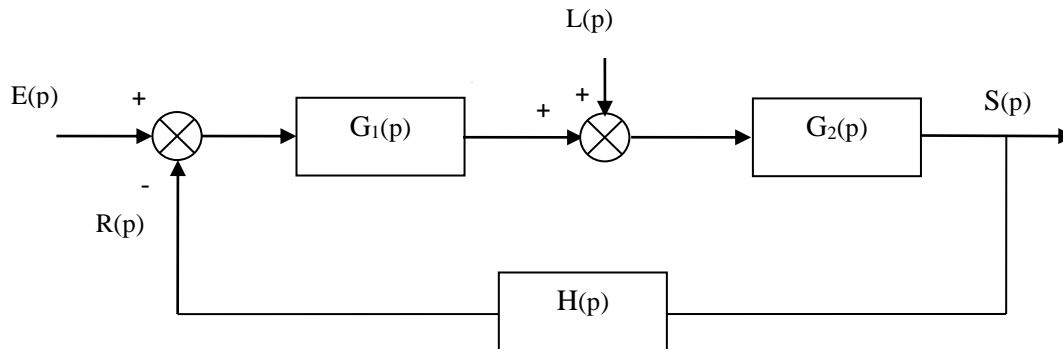 L(p)
E(p)
+
+
+
G₁(p)
G₂(p)
S(p)
-
R(p)
H(p)